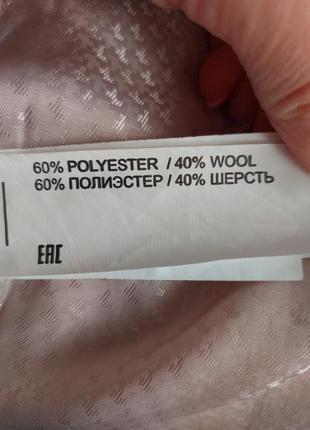 60% POLYESTER / 40% WOOL
60% ПОЛИЭСТЕР / 40% ШЕРСТЬ
EAC